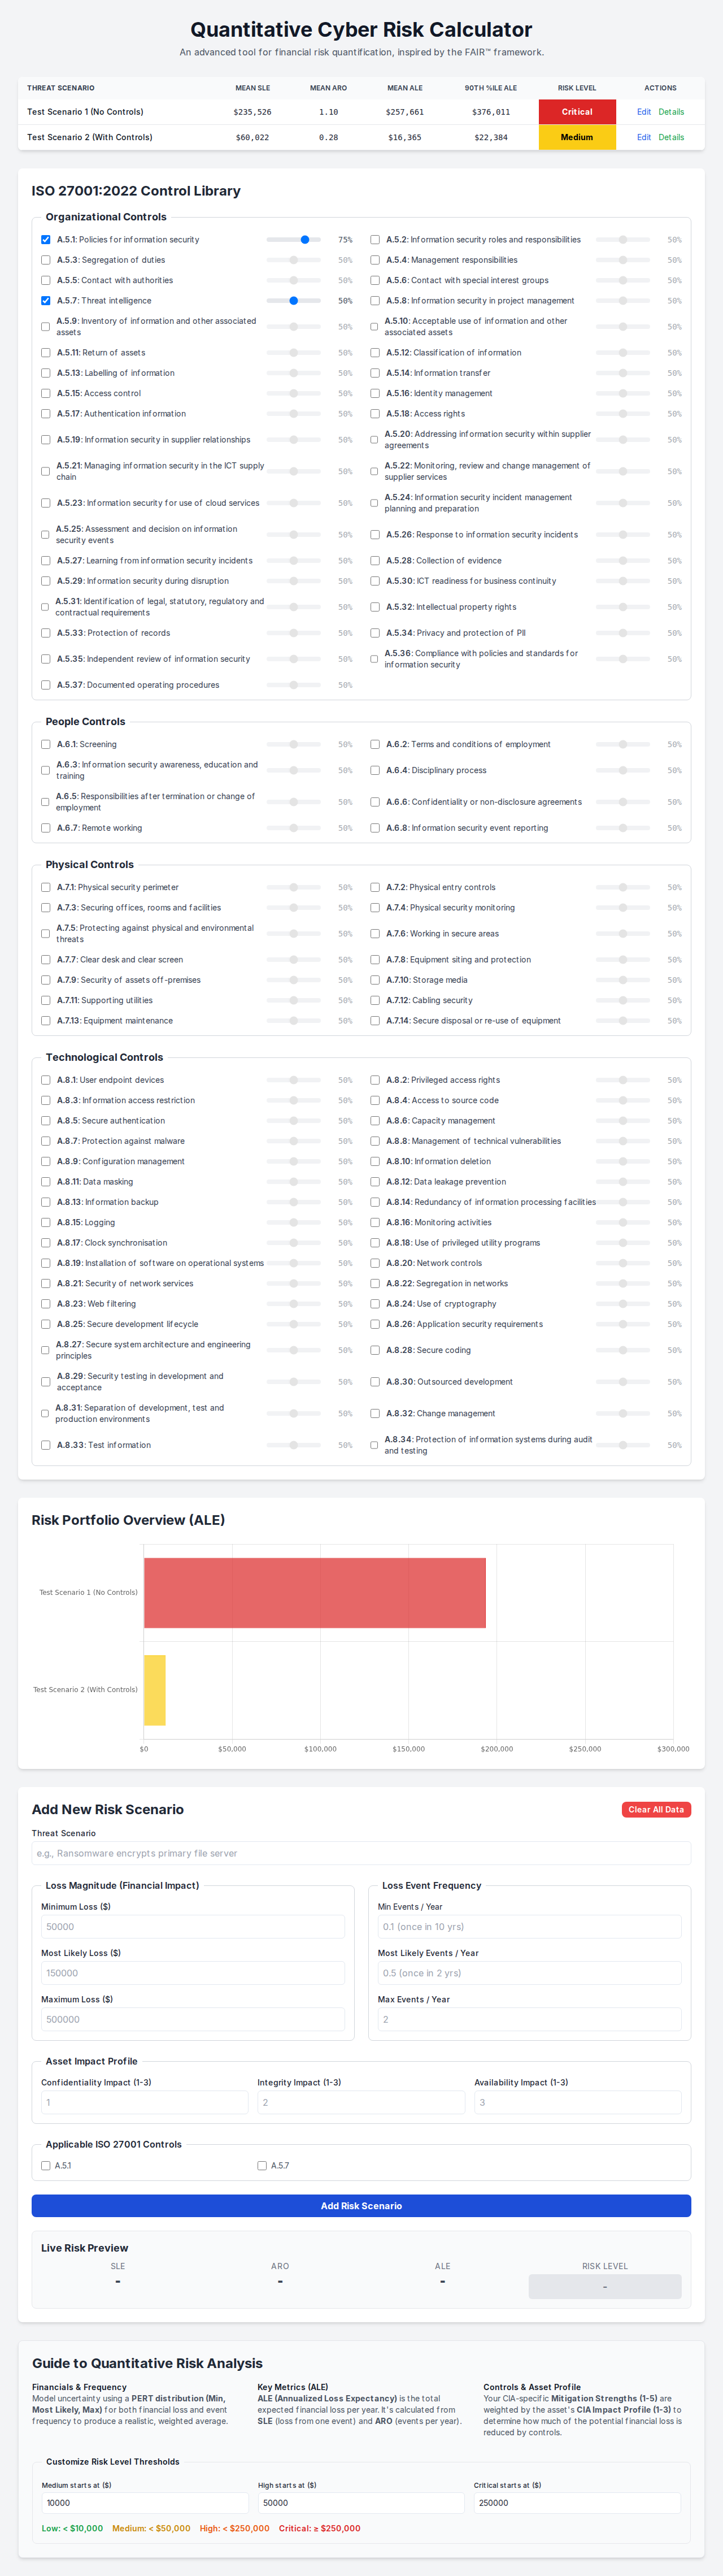 Quantitative Cyber Risk Calculator
An advanced tool for financial risk quantification, inspired by the FAIR™ framework.
THREAT SCENARIO MEAN SLE MEAN ARO MEAN ALE 90TH %ILE ALE RISK LEVEL ACTIONS
Test Scenario 1 (No Controls) $235,526 1.10 $257,661 $376,011 Critical Edit Details
Test Scenario 2 (With Controls) $60,022 0.28 $16,365 $22,384 Medium Edit Details
ISO 27001:2022 Control Library
Organizational Controls
A.5.1: Policies for information security 75% A.5.2: Information security roles and responsibilities 50%
A.5.3: Segregation of duties 50% A.5.4: Management responsibilities 50%
A.5.5: Contact with authorities 50% A.5.6: Contact with special interest groups 50%
A.5.7: Threat intelligence 50% A.5.8: Information security in project management 50%
A.5.9: Inventory of information and other associated
assets 50%
A.5.10: Acceptable use of information and other
associated assets 50%
A.5.11: Return of assets 50% A.5.12: Classification of information 50%
A.5.13: Labelling of information 50% A.5.14: Information transfer 50%
A.5.15: Access control 50% A.5.16: Identity management 50%
A.5.17: Authentication information 50% A.5.18: Access rights 50%
A.5.19: Information security in supplier relationships 50%
A.5.20: Addressing information security within supplier
agreements 50%
A.5.21: Managing information security in the ICT supply
chain 50%
A.5.22: Monitoring, review and change management of
supplier services 50%
A.5.23: Information security for use of cloud services 50%
A.5.24: Information security incident management
planning and preparation 50%
A.5.25: Assessment and decision on information
security events 50%
A.5.26: Response to information security incidents 50%
A.5.27: Learning from information security incidents 50% A.5.28: Collection of evidence 50%
A.5.29: Information security during disruption 50% A.5.30: ICT readiness for business continuity 50%
A.5.31: Identification of legal, statutory, regulatory and
contractual requirements 50%
A.5.32: Intellectual property rights 50%
A.5.33: Protection of records 50% A.5.34: Privacy and protection of PII 50%
A.5.35: Independent review of information security 50%
A.5.36: Compliance with policies and standards for
information security 50%
A.5.37: Documented operating procedures 50%
People Controls
A.6.1: Screening 50% A.6.2: Terms and conditions of employment 50%
A.6.3: Information security awareness, education and
training 50%
A.6.4: Disciplinary process 50%
A.6.5: Responsibilities after termination or change of
employment 50%
A.6.6: Confidentiality or non-disclosure agreements 50%
A.6.7: Remote working 50% A.6.8: Information security event reporting 50%
Physical Controls
A.7.1: Physical security perimeter 50% A.7.2: Physical entry controls 50%
A.7.3: Securing offices, rooms and facilities 50% A.7.4: Physical security monitoring 50%
A.7.5: Protecting against physical and environmental
threats 50%
A.7.6: Working in secure areas 50%
A.7.7: Clear desk and clear screen 50% A.7.8: Equipment siting and protection 50%
A.7.9: Security of assets off-premises 50% A.7.10: Storage media 50%
A.7.11: Supporting utilities 50% A.7.12: Cabling security 50%
A.7.13: Equipment maintenance 50% A.7.14: Secure disposal or re-use of equipment 50%
Technological Controls
A.8.1: User endpoint devices 50% A.8.2: Privileged access rights 50%
A.8.3: Information access restriction 50% A.8.4: Access to source code 50%
A.8.5: Secure authentication 50% A.8.6: Capacity management 50%
A.8.7: Protection against malware 50% A.8.8: Management of technical vulnerabilities 50%
A.8.9: Configuration management 50% A.8.10: Information deletion 50%
A.8.11: Data masking 50% A.8.12: Data leakage prevention 50%
A.8.13: Information backup 50% A.8.14: Redundancy of information processing facilities 50%
A.8.15: Logging 50% A.8.16: Monitoring activities 50%
A.8.17: Clock synchronisation 50% A.8.18: Use of privileged utility programs 50%
A.8.19: Installation of software on operational systems 50% A.8.20: Network controls 50%
A.8.21: Security of network services 50% A.8.22: Segregation in networks 50%
A.8.23: Web filtering 50% A.8.24: Use of cryptography 50%
A.8.25: Secure development lifecycle 50% A.8.26: Application security requirements 50%
A.8.27: Secure system architecture and engineering
principles 50%
A.8.28: Secure coding 50%
A.8.29: Security testing in development and
acceptance 50%
A.8.30: Outsourced development 50%
A.8.31: Separation of development, test and
production environments 50%
A.8.32: Change management 50%
A.8.33: Test information 50%
A.8.34: Protection of information systems during audit
and testing 50%
Risk Portfolio Overview (ALE)
Test Scenario 1 (No Controls)
Test Scenario 2 (With Controls)
$0 $50,000 $100,000 $150,000 $200,000 $250,000 $300,000
Add New Risk Scenario Clear All Data
Threat Scenario
e.g., Ransomware encrypts primary file server
Loss Magnitude (Financial Impact)
Minimum Loss ($)
50000
Most Likely Loss ($)
150000
Maximum Loss ($)
500000
Loss Event Frequency
Min Events / Year
0.1 (once in 10 yrs)
Most Likely Events / Year
0.5 (once in 2 yrs)
Max Events / Year
2
Asset Impact Profile
Confidentiality Impact (1-3) Integrity Impact (1-3) Availability Impact (1-3)
1 2 3
Applicable ISO 27001 Controls
A.5.1 A.5.7
Add Risk Scenario
Live Risk Preview
SLE ARO ALE RISK LEVEL
- - - -
Guide to Quantitative Risk Analysis
Financials & Frequency
Model uncertainty using a PERT distribution (Min,
Most Likely, Max) for both financial loss and event
frequency to produce a realistic, weighted average.
Key Metrics (ALE)
ALE (Annualized Loss Expectancy) is the total
expected financial loss per year. It's calculated from
SLE (loss from one event) and ARO (events per year).
Controls & Asset Profile
Your CIA-specific Mitigation Strengths (1-5) are
weighted by the asset's CIA Impact Profile (1-3) to
determine how much of the potential financial loss is
reduced by controls.
Customize Risk Level Thresholds
Medium starts at ($) High starts at ($) Critical starts at ($)
10000 50000 250000
Low: < $10,000 Medium: < $50,000 High: < $250,000 Critical: ≥ $250,000